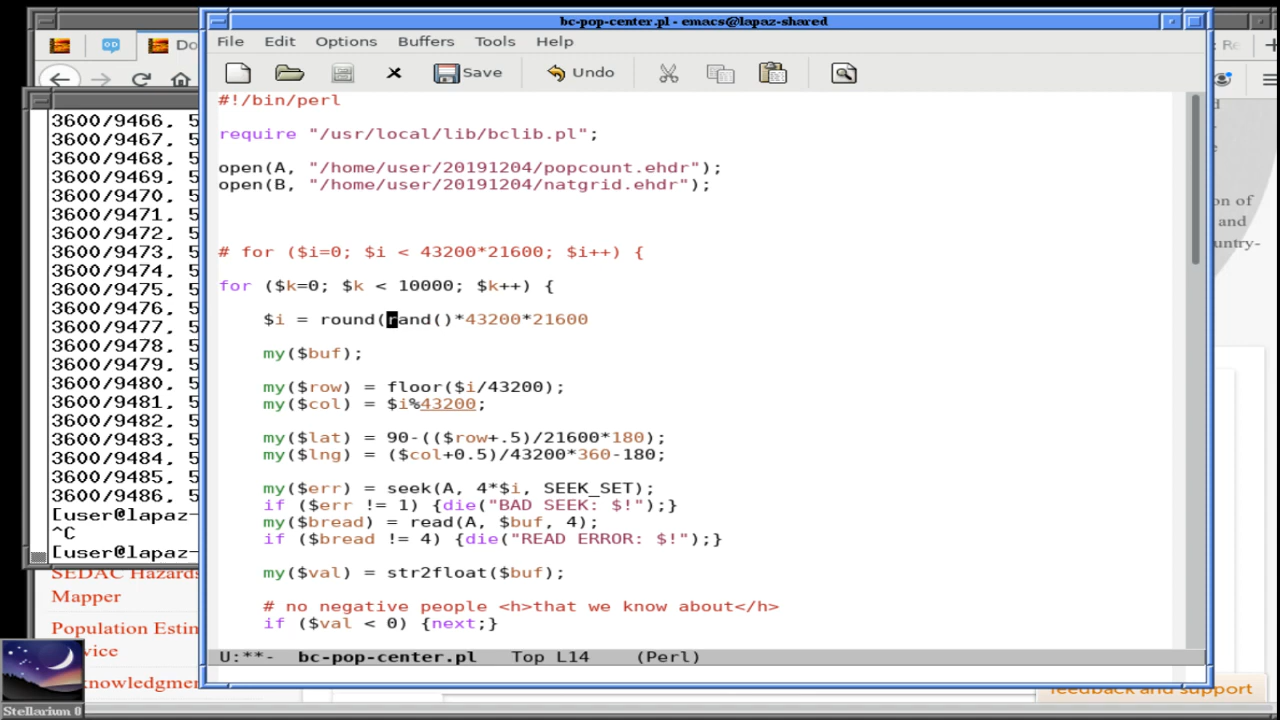 bc-pop-center.pl - emacs@lapaz-shared
File Edit Options Buffers Tools Help
Save Undo
#!/bin/perl
require "/usr/local/lib/bclib.pl";
open(A, "/home/user/20191204/popcount.ehdr");
open(B, "/home/user/20191204/natgrid.ehdr");
# for ($i=0; $i < 43200*21600; $i++) {
for ($k=0; $k < 10000; $k++) {
$i = round(rand()*43200*21600
my($buf);
my($row) = floor($i/43200);
my($col) = $i%43200;
my($lat) = 90-(($row+.5)/21600*180);
my($lng) = ($col+0.5)/43200*360-180;
my($err) = seek(A, 4*$i, SEEK_SET);
if ($err != 1) {die("BAD SEEK: $!");}
my($bread) = read(A, $buf, 4);
if ($bread != 4) {die("READ ERROR: $!");}
my($val) = str2float($buf);
# no negative people <h>that we know about</h>
if ($val < 0) {next;}
U:**- bc-pop-center.pl Top L14 (Perl)
Do
3600/9466, 5
3600/9467, 5
3600/9468, 5
3600/9469, 5
3600/9470, 5
3600/9471, 5
3600/9472, 5
3600/9473, 5
3600/9474, 5
3600/9475, 5
3600/9476, 5
3600/9477, 5
3600/9478, 5
3600/9479, 5
3600/9480, 5
3600/9481, 5
3600/9482, 5
3600/9483, 5
3600/9484, 5
3600/9485, 5
3600/9486, 5
[user@lapaz-
^C
[user@lapaz-
SEDAC Hazards
Mapper
Population Estim
vice
knowledgmen
Stellarium 0
Re
on of
and
ountry-
feedback and support